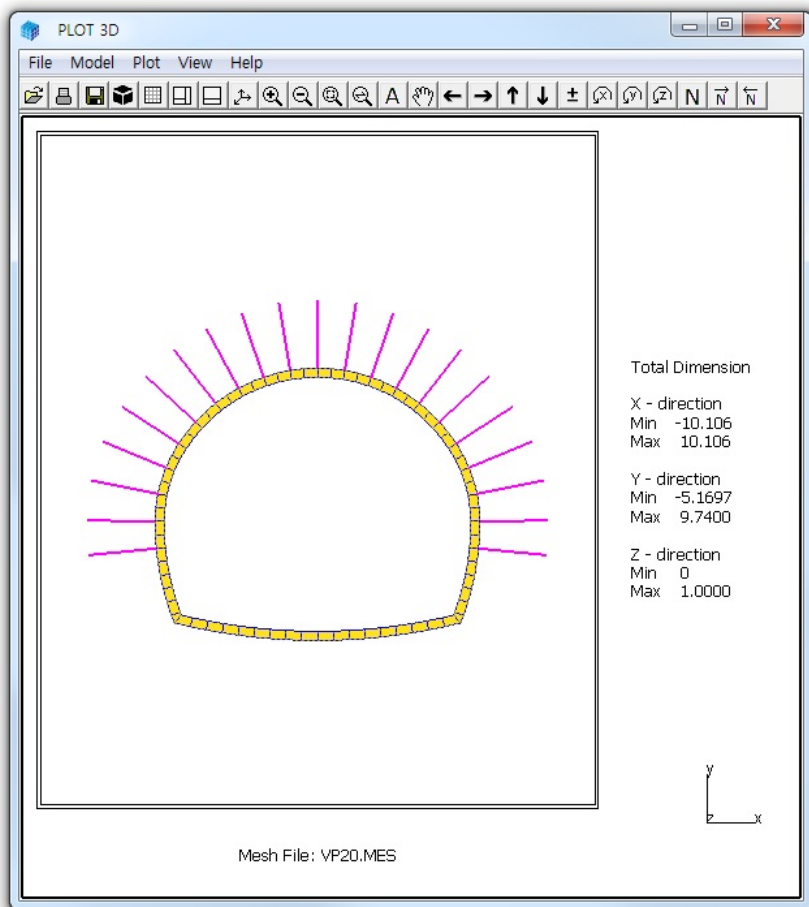 PLOT 3D
File Model Plot View Help
A ± x y z N N N
Total Dimension
X - direction
Min -10.106
Max 10.106
Y - direction
Min -5.1697
Max 9.7400
Z - direction
Min 0
Max 1.0000
y
z x
Mesh File: VP20.MES